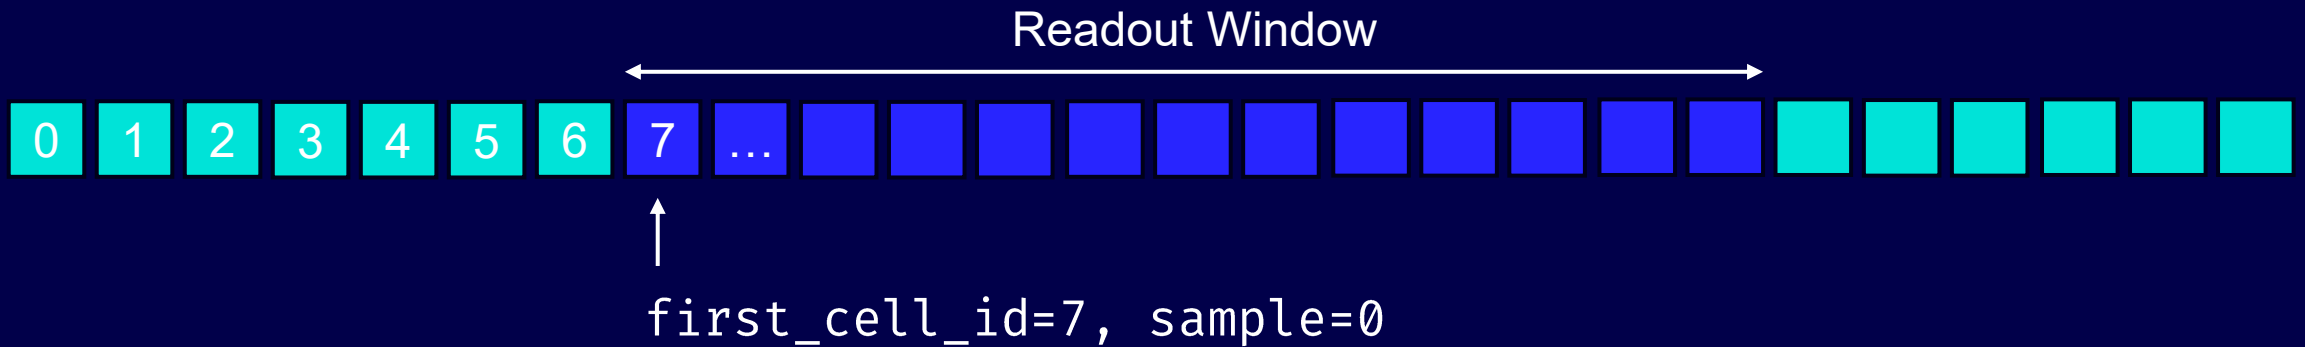 Readout Window
0 1 2 3 4 5 6 7 ...
first_cell_id=7, sample=0